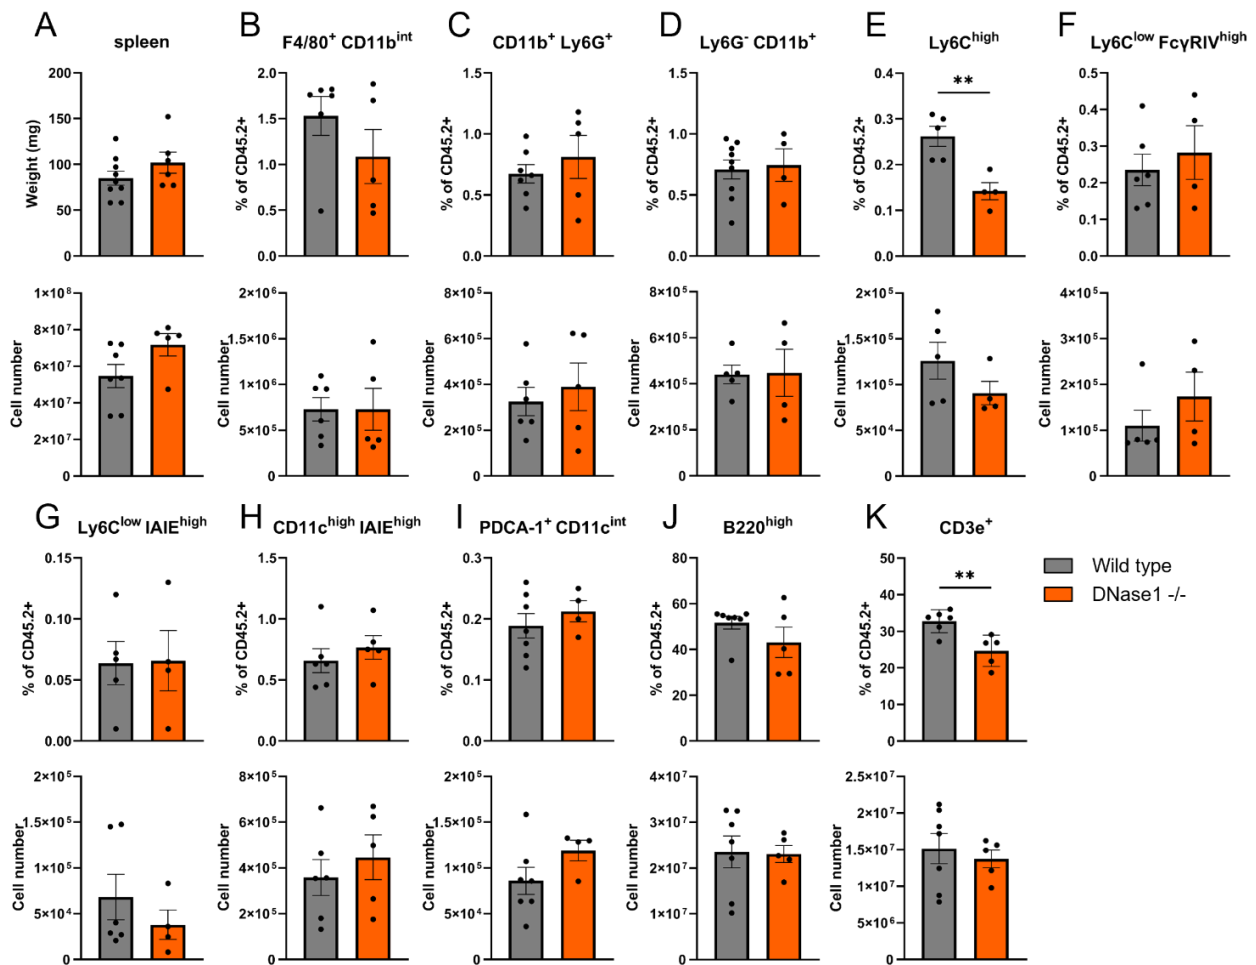 A
spleen
Weight (mg)
200
150
100
50
0
Cell number
1×10⁸
8×10⁷
6×10⁷
4×10⁷
2×10⁷
0
B
F4/80⁺ CD11bⁱⁿᵗ
% of CD45.2+
2.0
1.5
1.0
1.5
0.0
Cell number
2×10⁶
1.5×10⁶
1×10⁶
5×10⁵
0
C
CD11b⁺ Ly6G⁺
% of CD45.2+
1.5
1.0
0.5
0.0
Cell number
8×10⁵
6×10⁵
4×10⁵
2×10⁵
0
D
Ly6G⁻ CD11b⁺
% of CD45.2+
1.5
1.0
0.5
0.0
Cell number
8×10⁵
6×10⁵
4×10⁵
2×10⁵
0
E
Ly6Cʰⁱᵍʰ
% of CD45.2+
0.4
0.3
0.2
0.1
0.0
**
Cell number
2×10⁵
1.5×10⁵
1×10⁵
5×10⁴
0
F
Ly6Cˡᵒʷ FcγRIVʰⁱᵍʰ
% of CD45.2+
0.5
0.4
0.3
0.2
0.1
0.0
Cell number
4×10⁵
3×10⁵
2×10⁵
1×10⁵
0
G
Ly6Cˡᵒʷ IAIEʰⁱᵍʰ
% of CD45.2+
0.15
0.10
0.05
0.00
Cell number
2×10⁵
1.5×10⁵
1×10⁵
5×10⁴
0
H
CD11cʰⁱᵍʰ IAIEʰⁱᵍʰ
% of CD45.2+
1.5
1.0
0.5
0.0
Cell number
8×10⁵
6×10⁵
4×10⁵
2×10⁵
0
I
PDCA-1⁺ CD11cⁱⁿᵗ
% of CD45.2+
0.3
0.2
0.1
0.0
Cell number
2×10⁵
1.5×10⁵
1×10⁵
5×10⁴
0
J
B220ʰⁱᵍʰ
% of CD45.2+
80
60
40
20
0
Cell number
4×10⁷
3×10⁷
2×10⁷
1×10⁷
0
K
CD3e⁺
% of CD45.2+
50
40
30
20
10
0
**
Cell number
2.5×10⁷
2×10⁷
1.5×10⁷
1×10⁷
5×10⁶
0
Wild type
DNase1 -/-